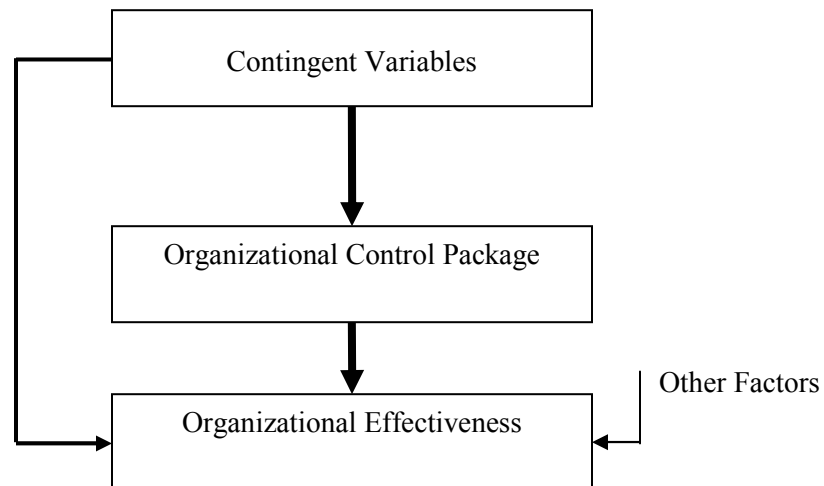 Contingent Variables
Organizational Control Package
Other Factors
Organizational Effectiveness